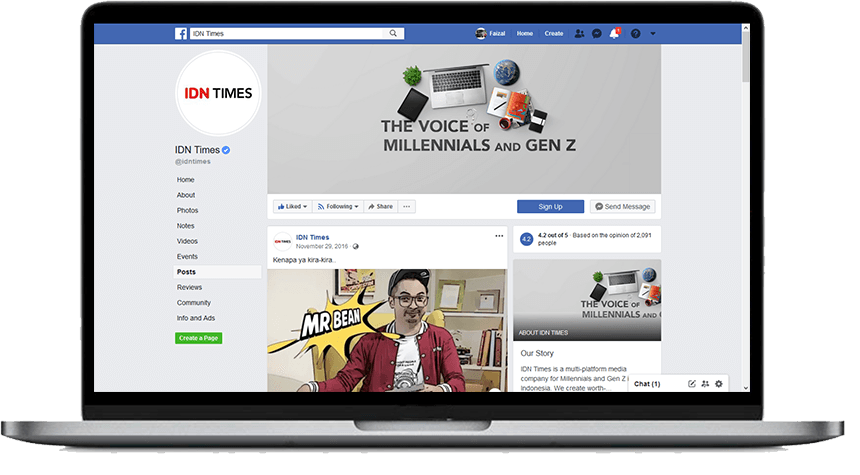 IDN Times
Faizal
Home
Create
1
IDN TIMES
THE VOICE OF
MILLENNIALS AND GEN Z
IDN Times
@idntimes
Home
About
Photos
Notes
Videos
Events
Posts
Reviews
Community
Info and Ads
Create a Page
Liked
Following
Share
Sign Up
Send Message
IDN TIMES
IDN Times
November 29, 2016
Kenapa ya kira-kira..
MR BEAN
4.2
4.2 out of 5 · Based on the opinion of 2,091
people
THE VOICE OF
MILLENNIALS AND GEN
ABOUT IDN TIMES
Our Story
IDN Times is a multi-platform media
company for Millennials and Gen Z i
Indonesia. We create worth-...
Chat (1)